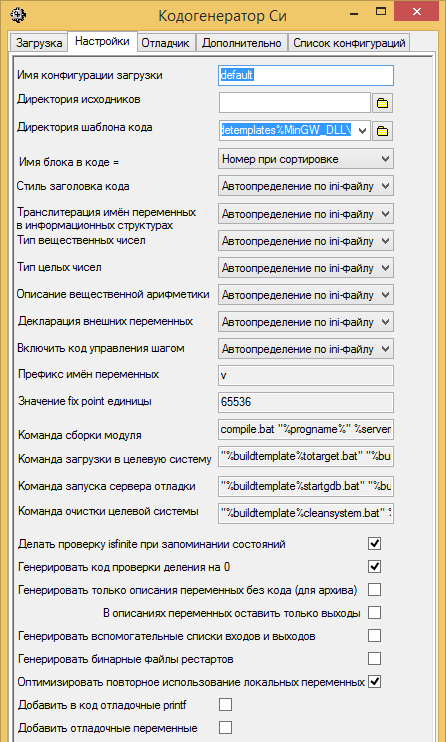 Кодогенератор Си
Загрузка Настройки Отладчик Дополнительно Список конфигураций
Имя конфигурации загрузки default
Директория исходников
Директория шаблона кода detemplates%MinGW_DLL\
Имя блока в коде = Номер при сортировке
Стиль заголовка кода Автоопределение по ini-файлу
Транслитерация имён переменных
в информационных структурах Автоопределение по ini-файлу
Тип вещественных чисел Автоопределение по ini-файлу
Тип целых чисел Автоопределение по ini-файлу
Описание вещественной арифметики Автоопределение по ini-файлу
Декларация внешних переменных Автоопределение по ini-файлу
Включить код управления шагом Автоопределение по ini-файлу
Префикс имён переменных v
Значение fix point единицы 65536
Команда сборки модуля compile.bat "%progname%" %server
Команда загрузки в целевую систему "%buildtemplate%totarget.bat" "%bu
Команда запуска сервера отладки "%buildtemplate%startgdb.bat" "%bu
Команда очистки целевой системы "%buildtemplate%cleansystem.bat"
Делать проверку isfinite при запоминании состояний
Генерировать код проверки деления на 0
Генерировать только описания переменных без кода (для архива)
В описаниях переменных оставить только выходы
Генерировать вспомогательные списки входов и выходов
Генерировать бинарные файлы рестартов
Оптимизировать повторное использование локальных переменных
Добавить в код отладочные printf
Добавить отладочные переменные